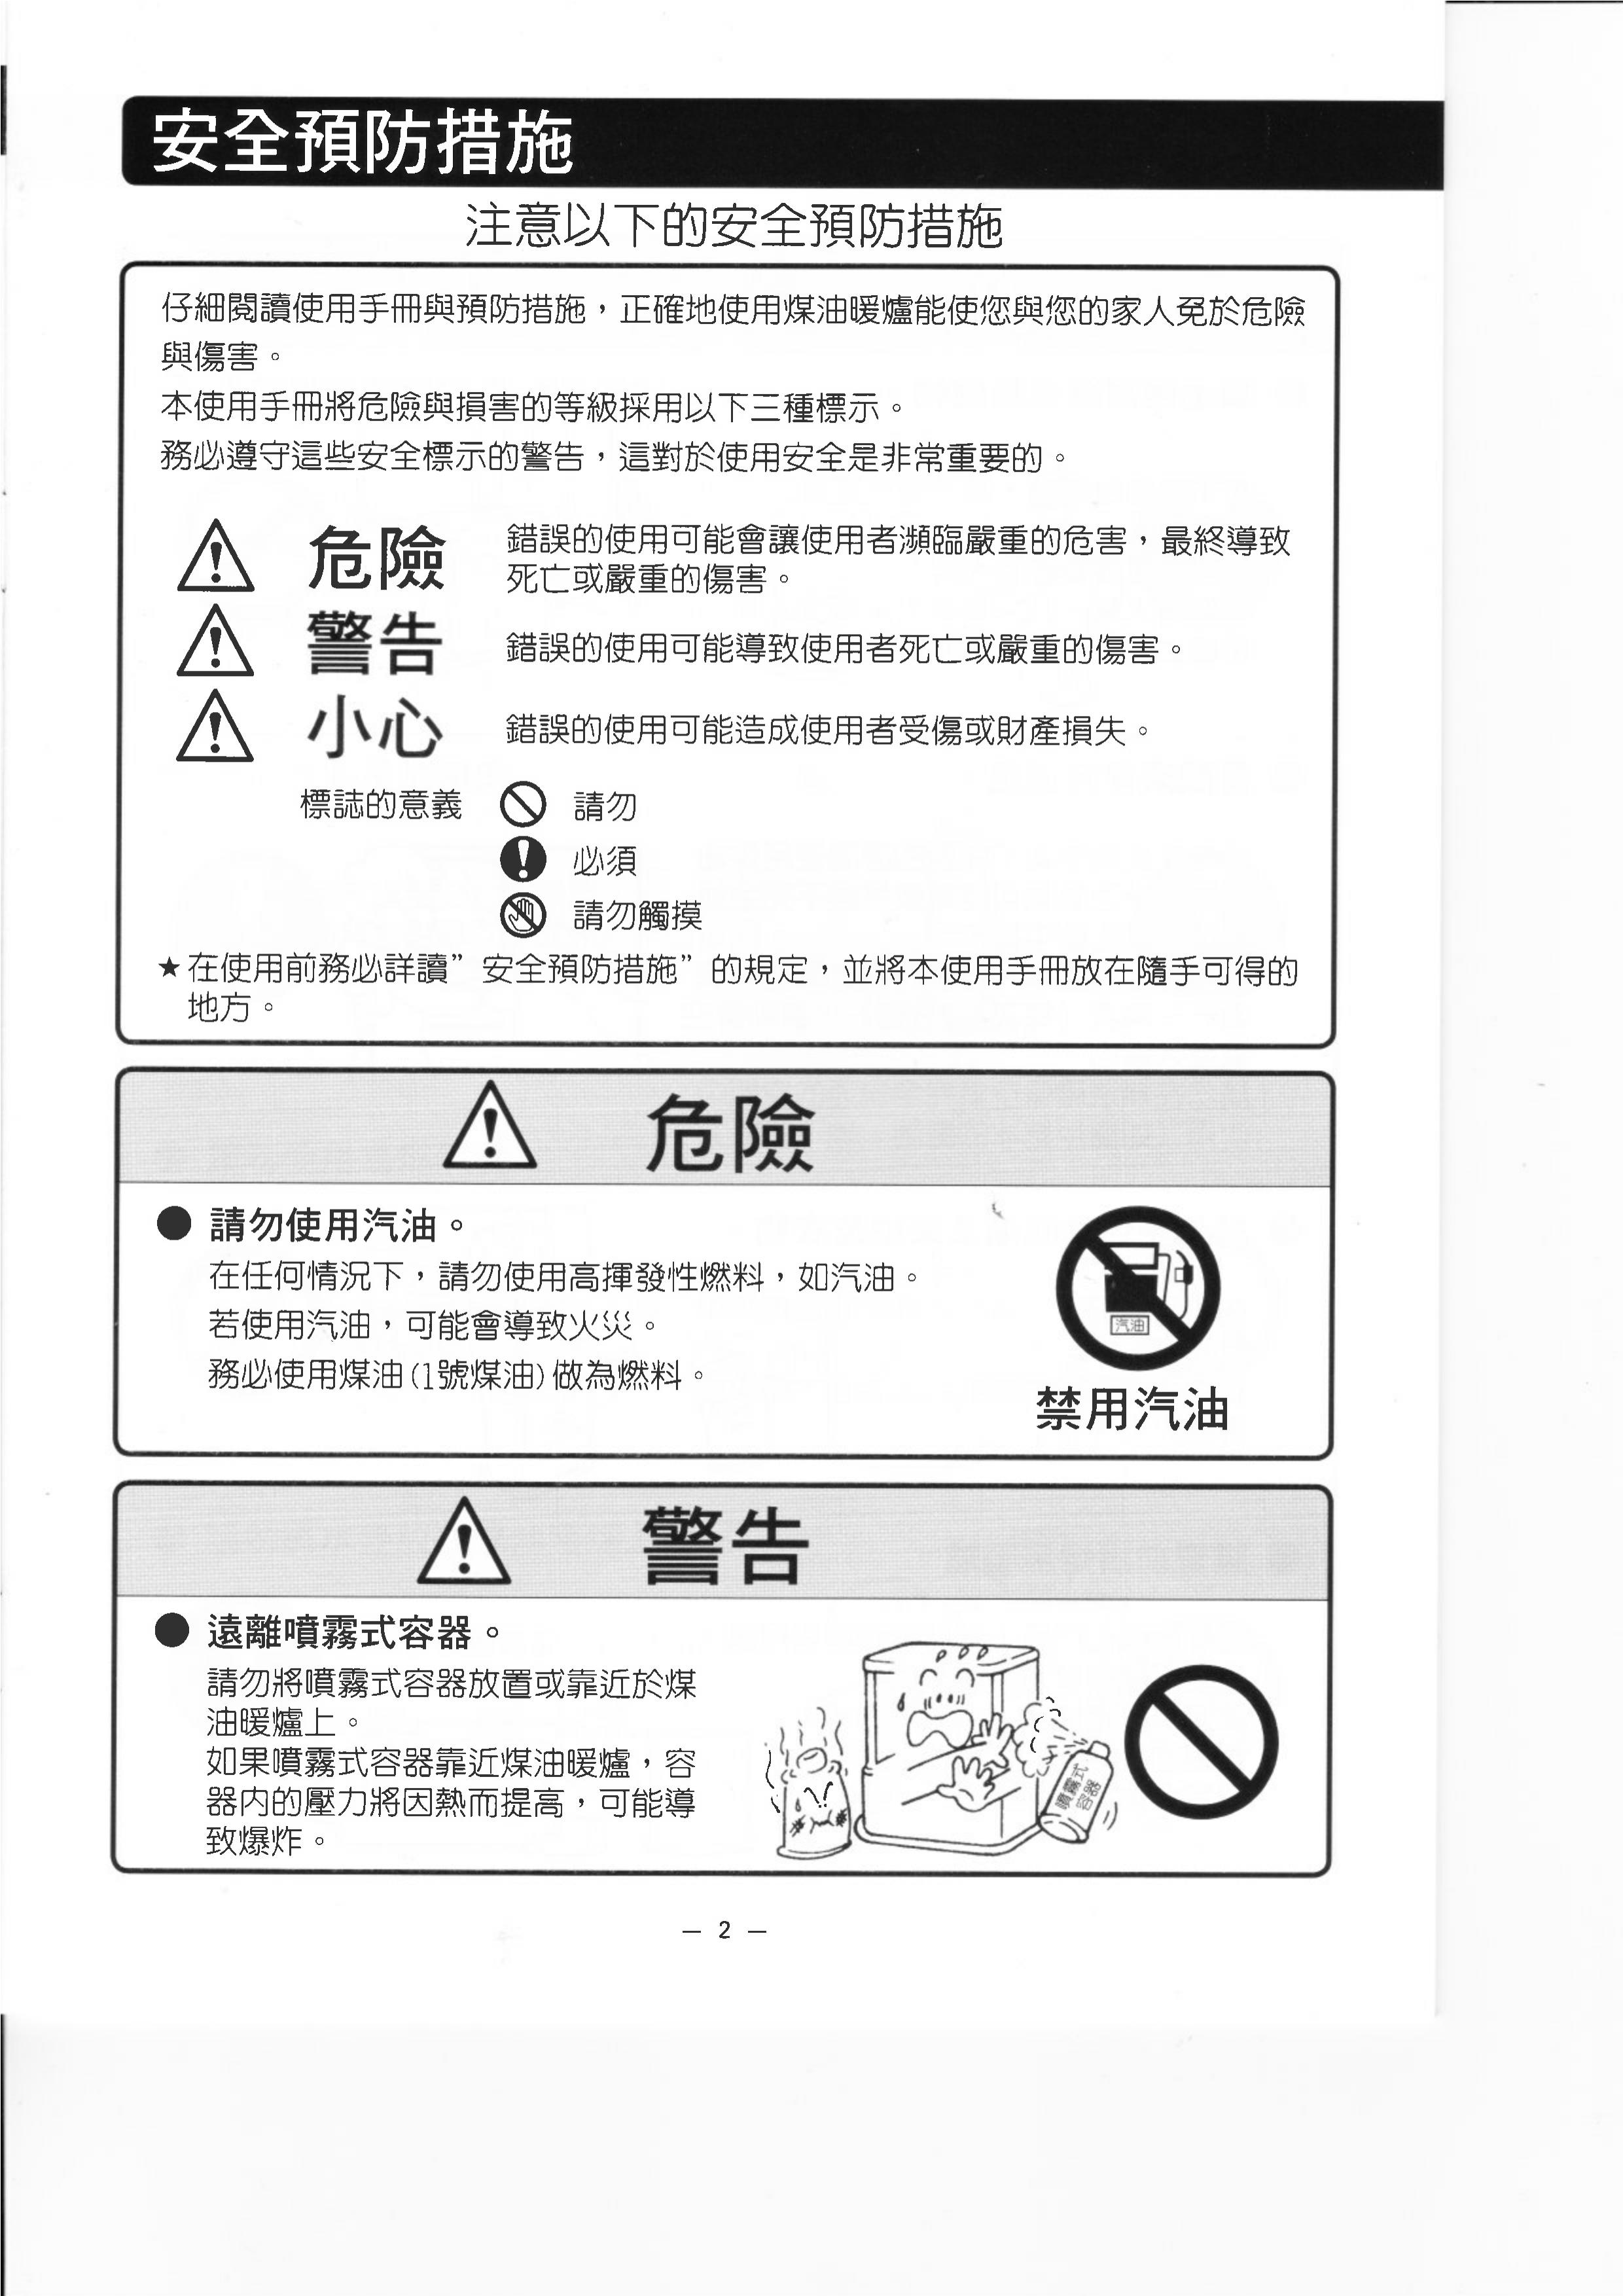 安全預防措施
注意以下的安全預防措施
仔細閱讀使用手冊與預防措施，正確地使用煤油暖爐能使您與您的家人免於危險
與傷害。
本使用手冊將危險與損害的等級採用以下三種標示。
務必遵守這些安全標示的警告，這對於使用安全是非常重要的。
危險 錯誤的使用可能會讓使用者瀕臨嚴重的危害，最終導致
死亡或嚴重的傷害。
警告 錯誤的使用可能導致使用者死亡或嚴重的傷害。
小心 錯誤的使用可能造成使用者受傷或財產損失。
標誌的意義 請勿
必須
請勿觸摸
★在使用前務必詳讀”安全預防措施”的規定，並將本使用手冊放在隨手可得的
地方。
危險
● 請勿使用汽油。
在任何情況下，請勿使用高揮發性燃料，如汽油。
若使用汽油，可能會導致火災。
務必使用煤油(1號煤油)做為燃料。
汽油
禁用汽油
警告
● 遠離噴霧式容器。
請勿將噴霧式容器放置或靠近於煤
油暖爐上。
如果噴霧式容器靠近煤油暖爐，容
器內的壓力將因熱而提高，可能導
致爆炸。
噴霧式
容器
— 2 —